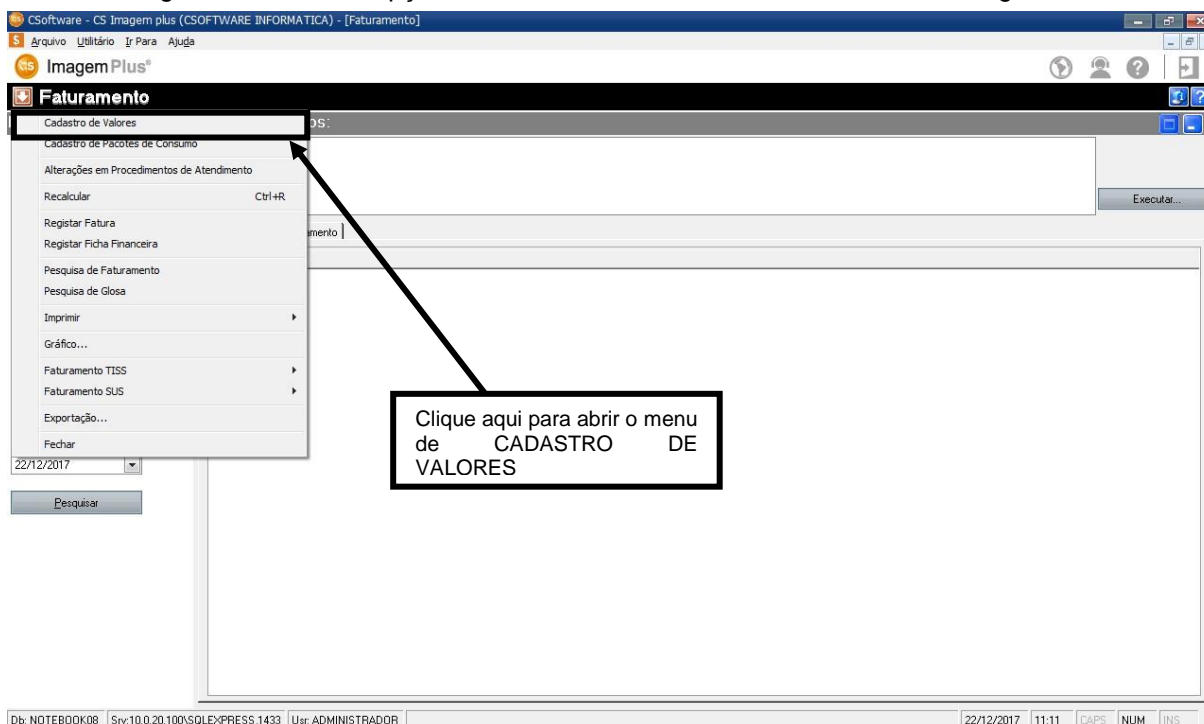 CSoftware - CS Imagem plus (CSOFTWARE INFORMATICA) - [Faturamento]
Arquivo Utilitário Ir Para Ajuda
CS ImagemPlus®
Faturamento
Cadastro de Valores
os:
Cadastro de Pacotes de Consumo
Alterações em Procedimentos de Atendimento
Recalcular Ctrl+R
Executar...
Registar Fatura
amento
Registar Ficha Financeira
Pesquisa de Faturamento
Pesquisa de Glosa
Imprimir
Gráfico...
Faturamento TISS
Faturamento SUS
Exportação...
Fechar
Clique aqui para abrir o menu
de CADASTRO DE
VALORES
22/12/2017
Pesquisar
Db: NOTEBOOK08 Srv:10.0.20.100\SQLEXPRESS,1433 Usr: ADMINISTRADOR 22/12/2017 11:11 CAPS NUM INS